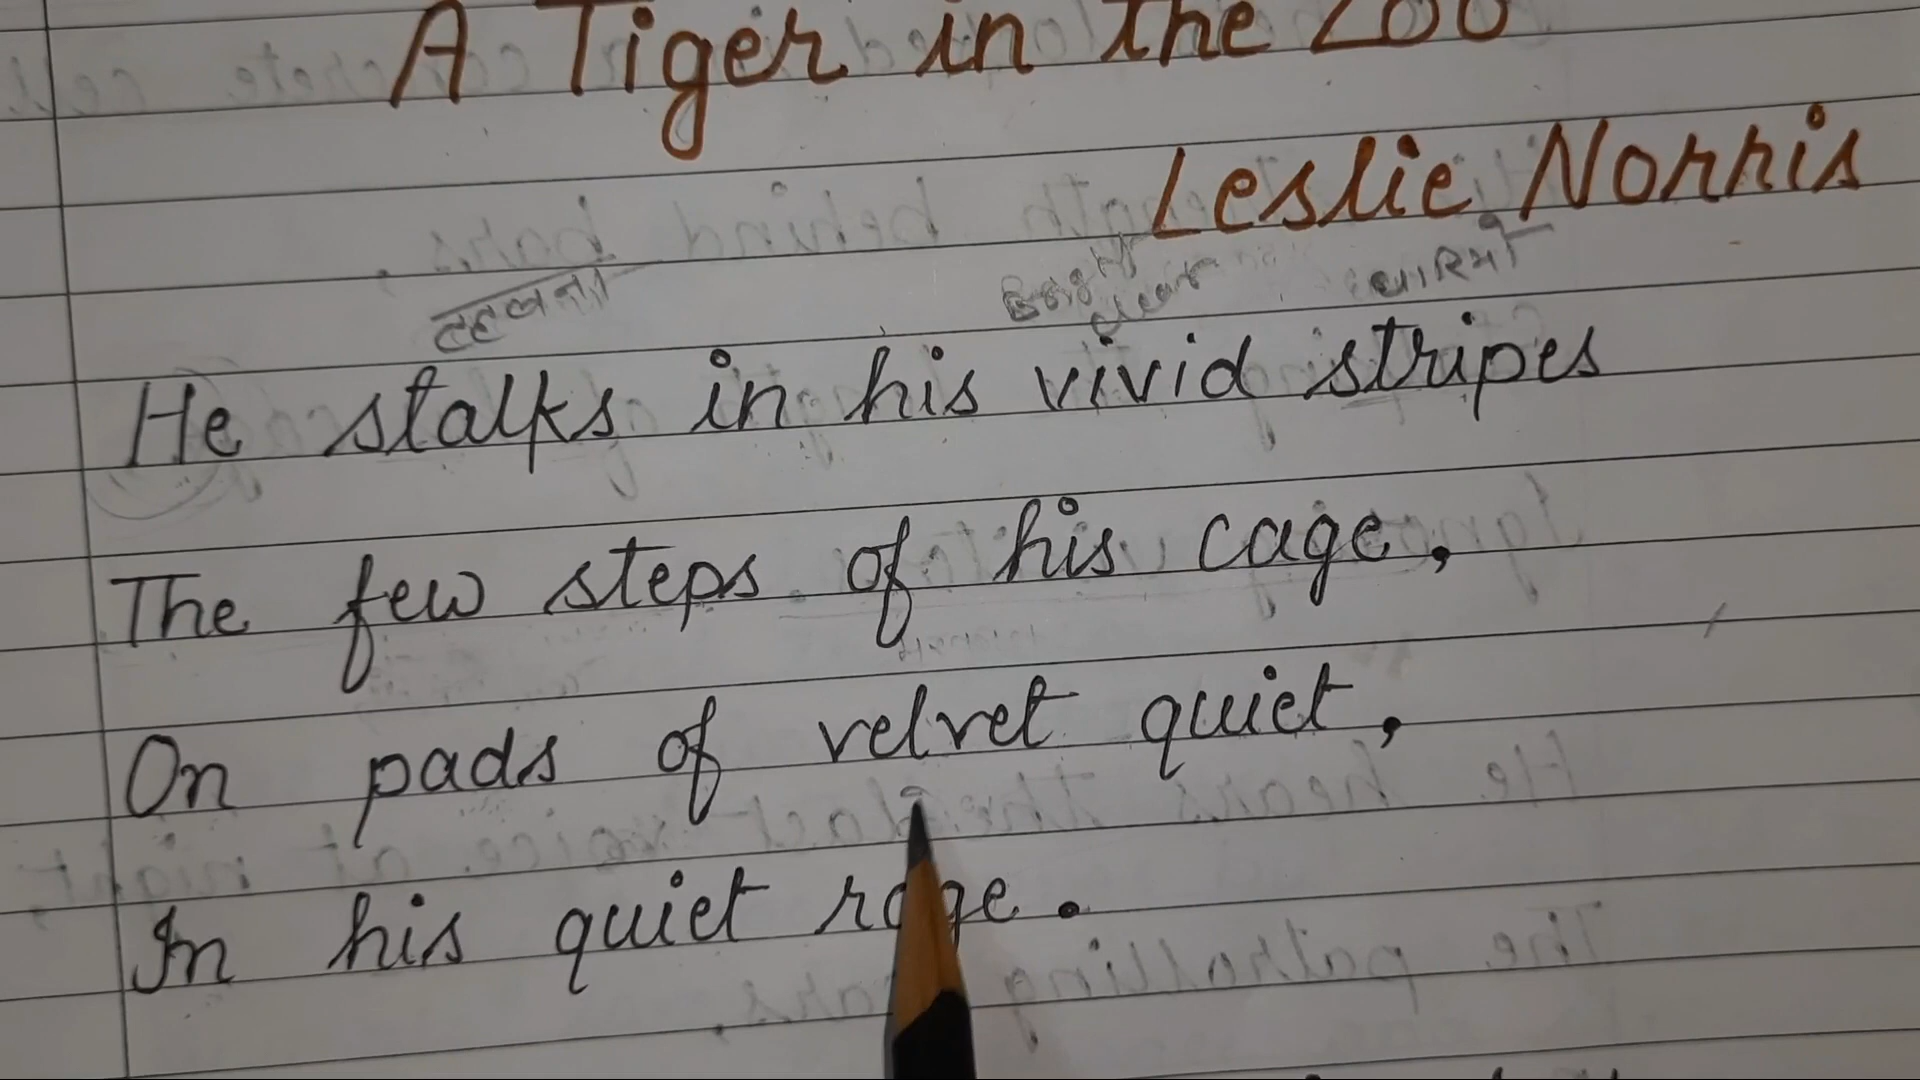 A Tiger in the Zoo
Leslie Norris
टहलना
He stalks in his vivid stripes
The few steps of his cage,
On pads of velvet quiet,
In his quiet rage.